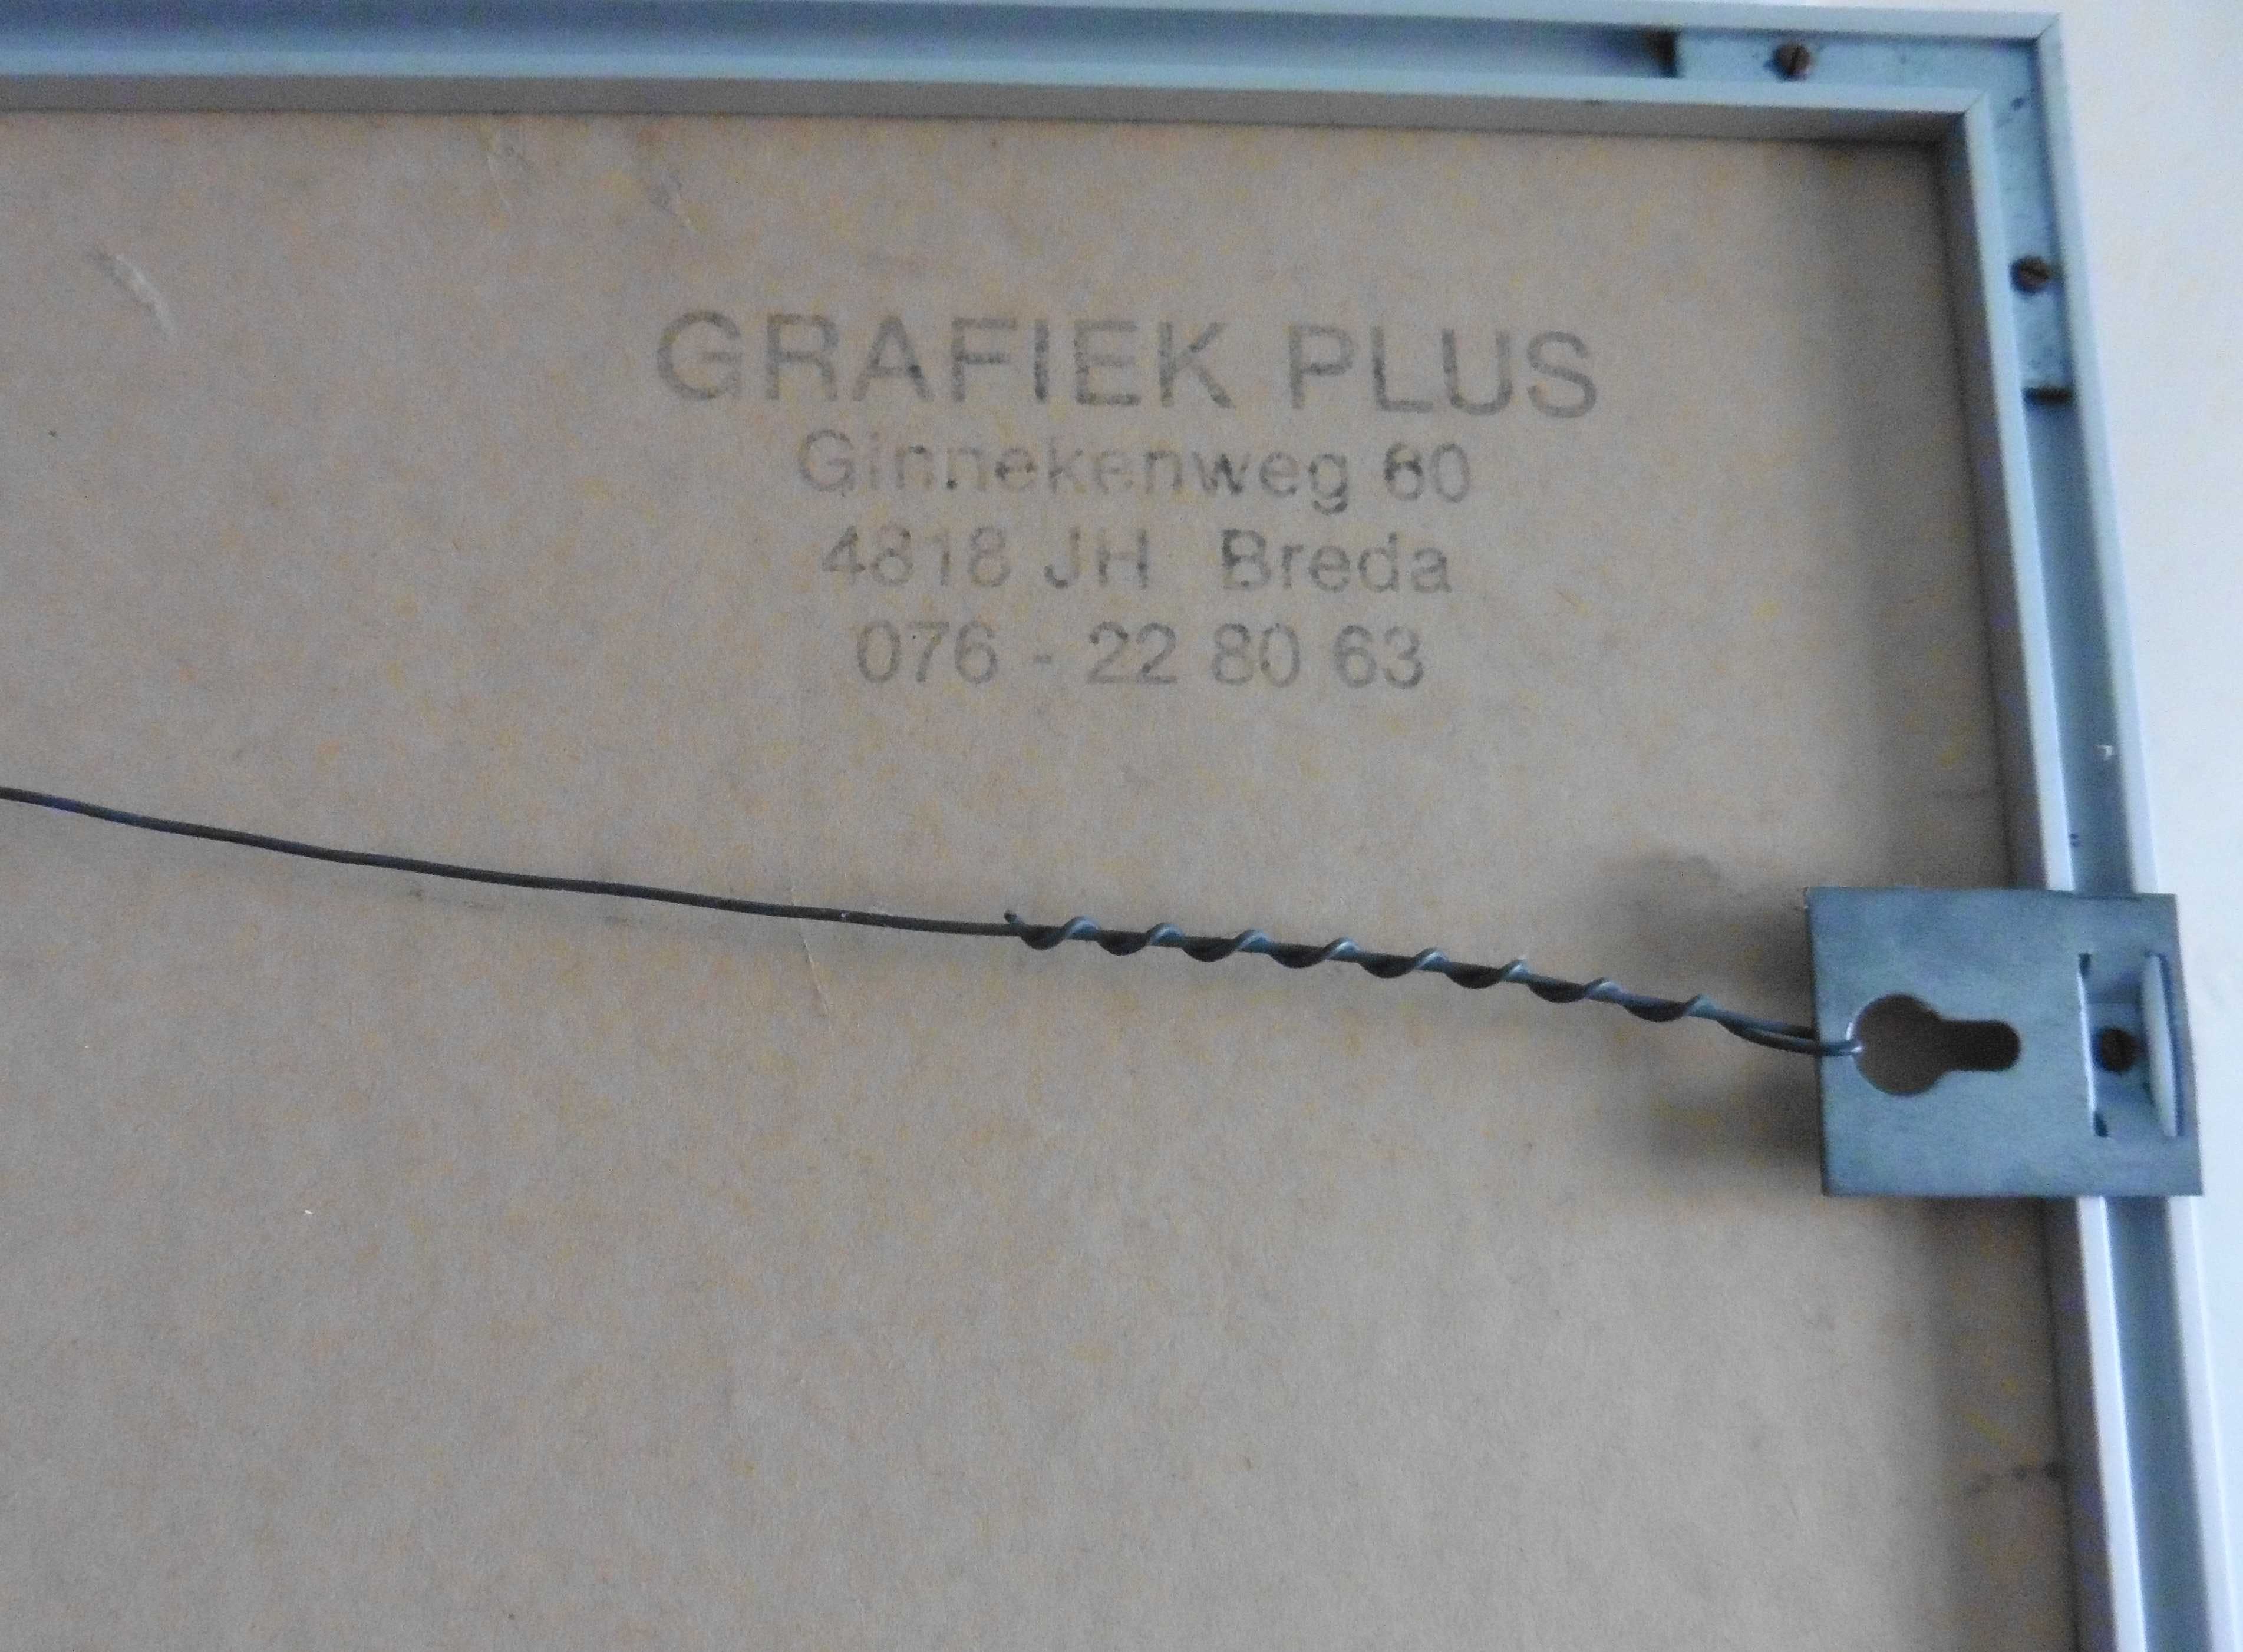 GRAFIEK PLUS
Ginnekenweg 60
4818 JH Breda
076 - 22 80 63